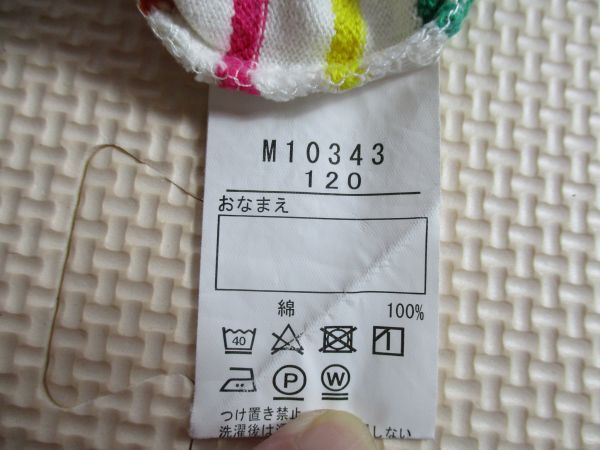 M10343
120
おなまえ
綿 100%
40
P W
つけ置き禁止
洗濯後は しない